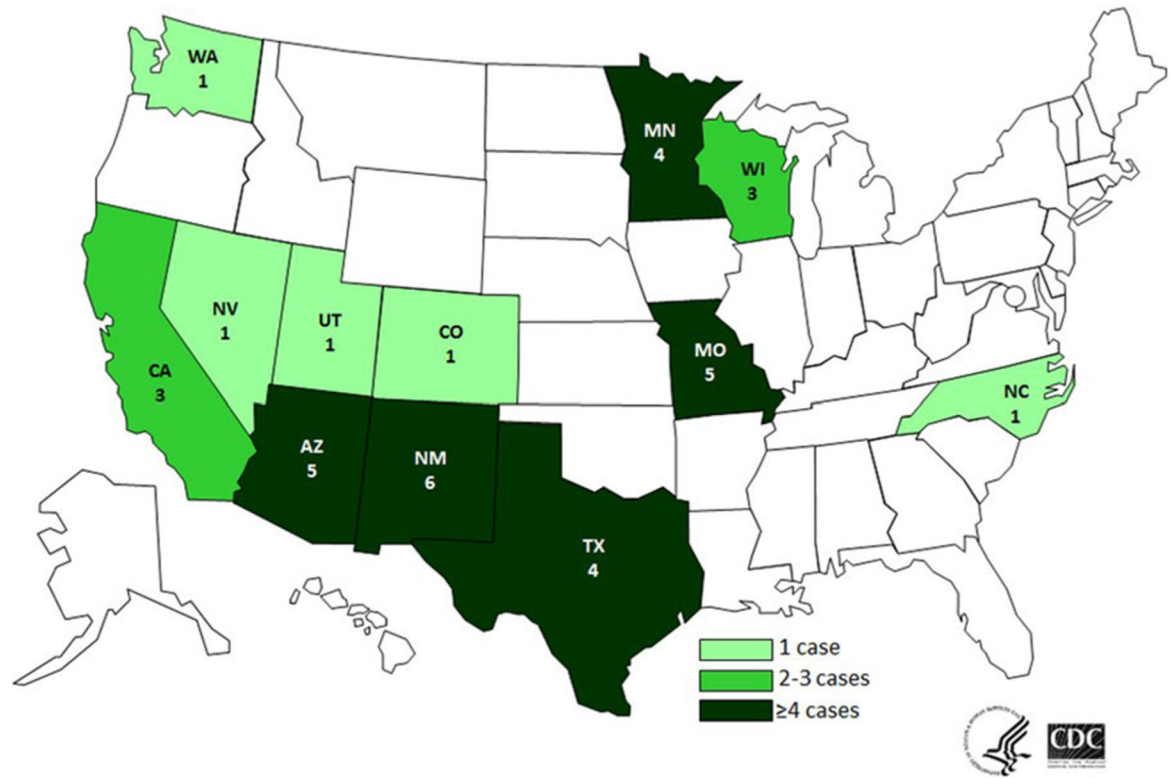 WA
1
MN
4
WI
3
NV
1
UT
1
CO
1
CA
3
MO
5
NC
1
AZ
5
NM
6
TX
4
1 case
2-3 cases
≥4 cases
CDC